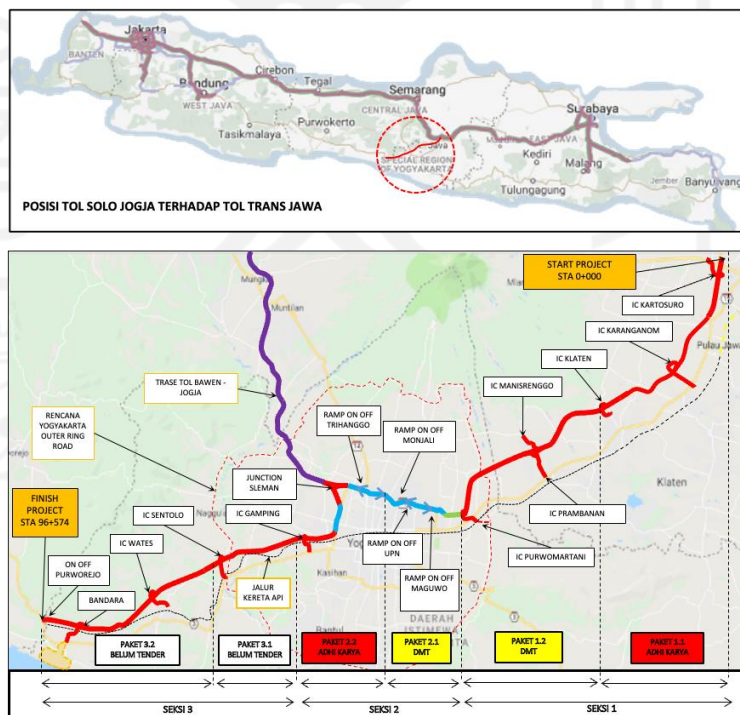 Jakarta
BANTEN
Bandung
WEST JAVA
Cirebon
Tegal
Tasikmalaya
Purwokerto
Semarang
CENTRAL JAVA
SPECIAL REGION
OF YOGYAKARTA
Surabaya
EAST JAVA
Kediri
Malang
Tulungagung
Jember
Banyuwangi
POSISI TOL SOLO JOGJA TERHADAP TOL TRANS JAWA
START PROJECT
STA 0+000
IC KARTOSURO
IC KARANGANOM
Pulau Jawa
IC KLATEN
IC MANISRENGGO
Muntilan
TRASE TOL BAWEN -
JOGJA
RENCANA
YOGYAKARTA
OUTER RING
ROAD
RAMP ON OFF
TRIHANGGO
RAMP ON OFF
MONJALI
JUNCTION
SLEMAN
Klaten
IC PRAMBANAN
FINISH
PROJECT
STA 96+574
IC SENTOLO
IC GAMPING
IC WATES
RAMP ON OFF
UPN
IC PURWOMARTANI
ON OFF
PURWOREJO
Kasihan
RAMP ON OFF
MAGUWO
BANDARA
JALUR
KERETA API
Bantul
DAERAH
PAKET 3.2
BELUM TENDER
PAKET 3.1
BELUM TENDER
PAKET 2.2
ADHI KARYA
PAKET 2.1
DMT
PAKET 1.2
DMT
PAKET 1.1
ADHI KARYA
SEKSI 3
SEKSI 2
SEKSI 1